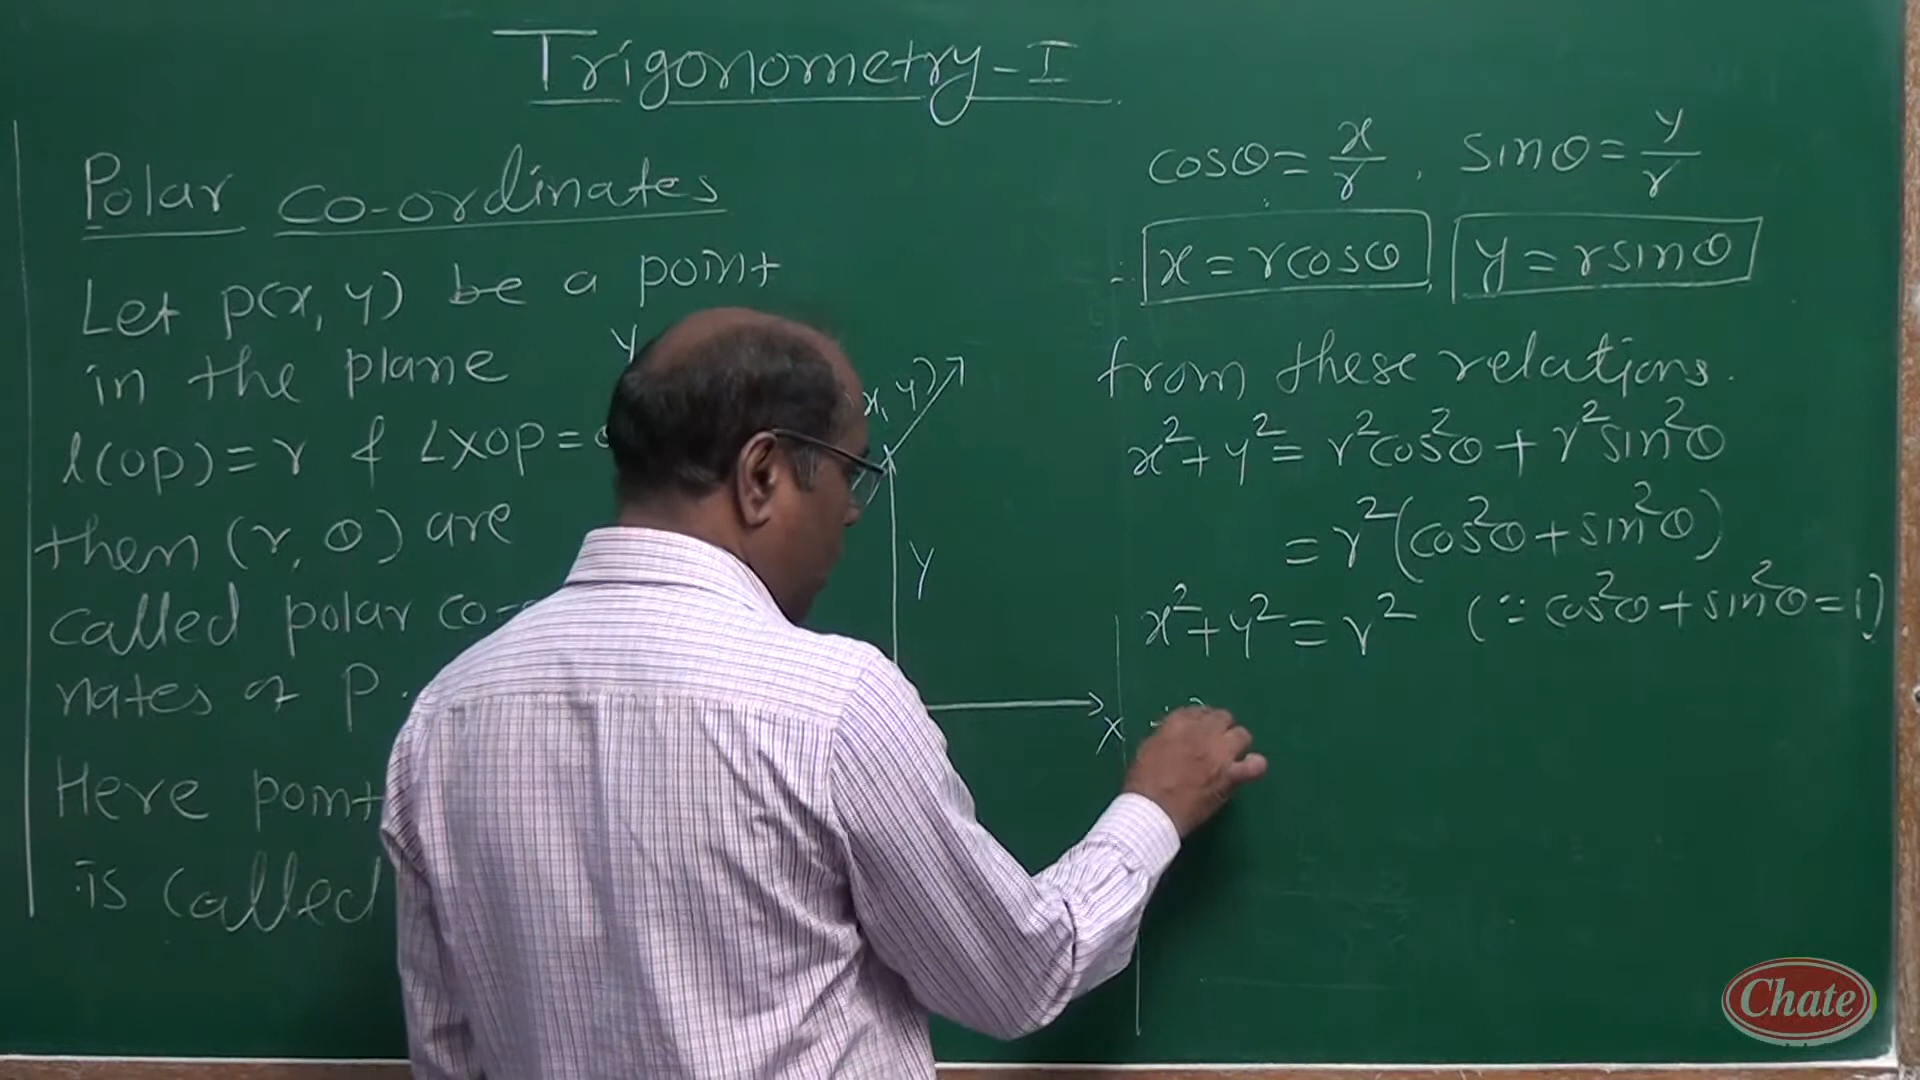 Trigonometry-I
Polar co-ordinates
Let p(x, y) be a point
in the plane
l(OP)=r & ∠XOP=
then (r, θ) are
called polar co-
nates of P.
Here point
is called
Y
x, y)
y
X
cosθ = x/r , sinθ = y/r
∴ x = rcosθ , y = rsinθ
from these relations.
x²+y² = r²cos²θ + r²sin²θ
= r²(cos²θ + sin²θ)
x²+y² = r² (∵ cos²θ + sin²θ = 1)
Chate